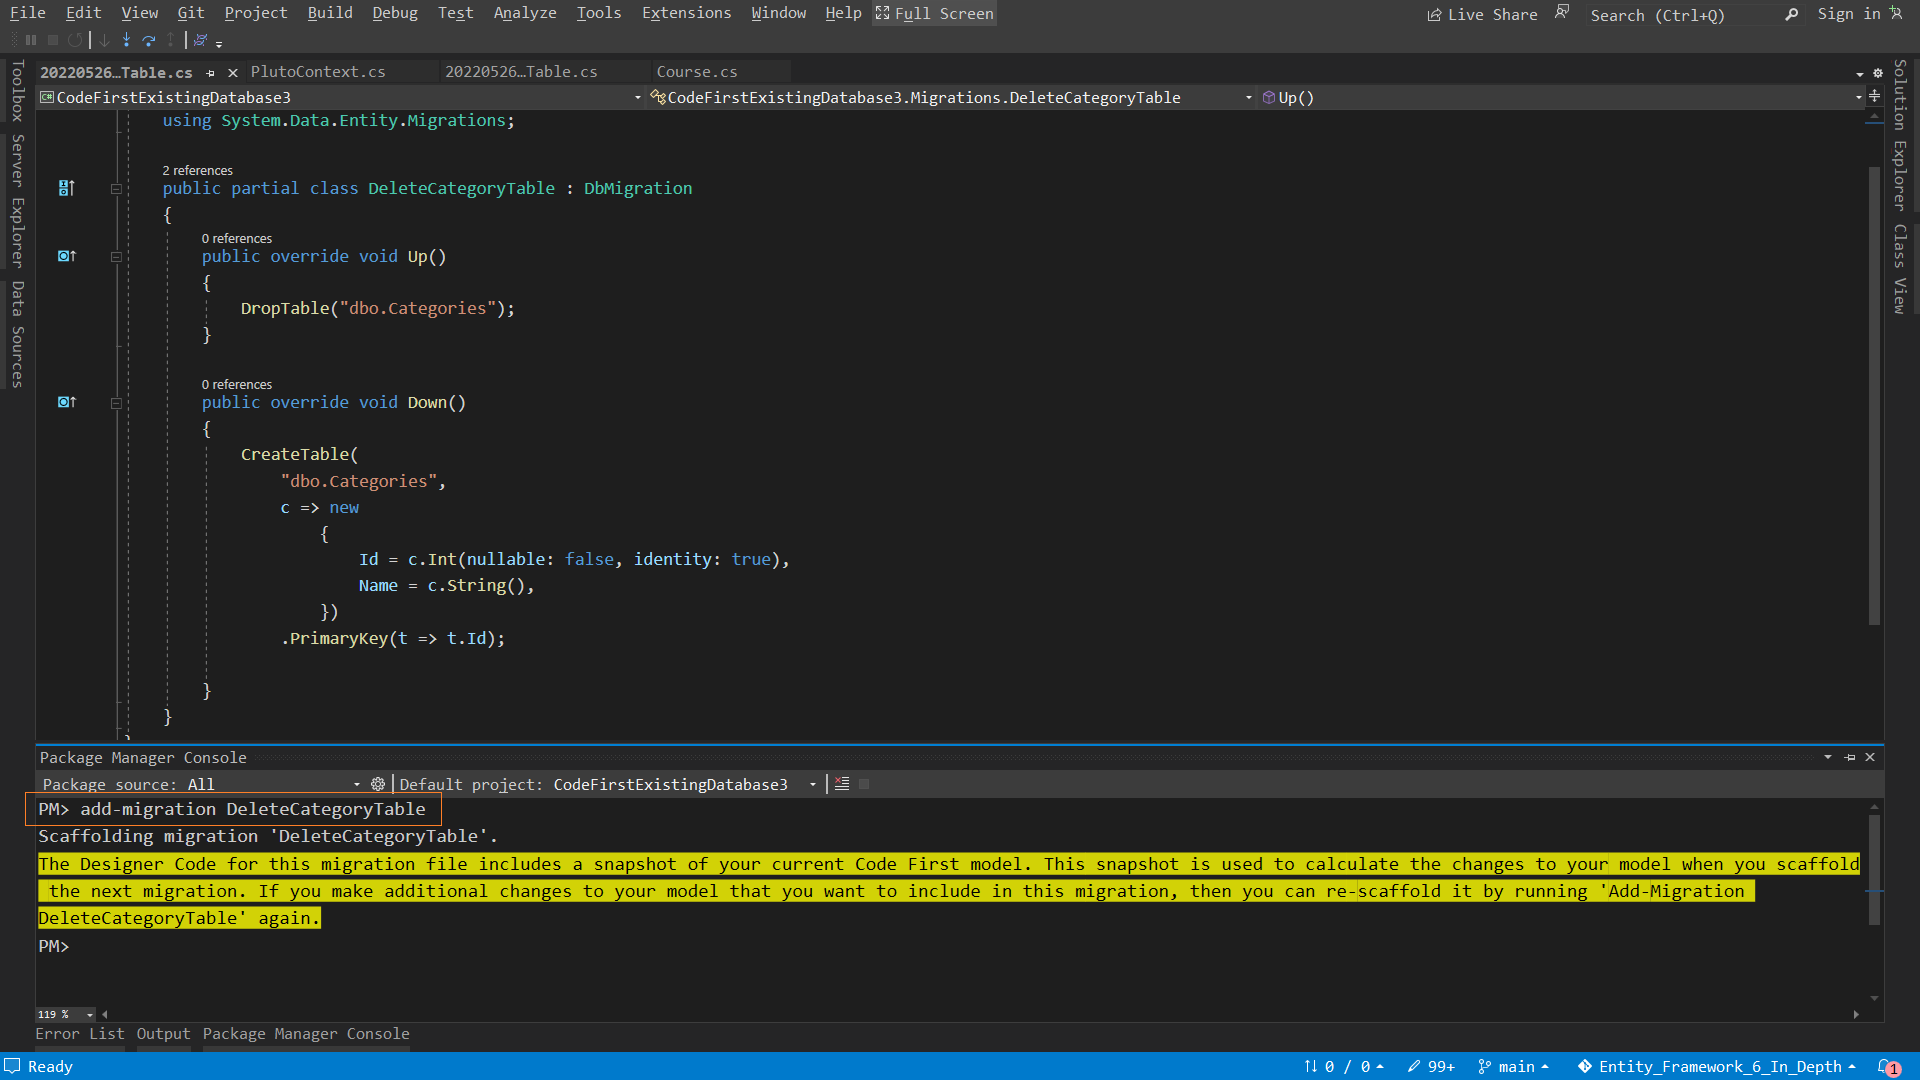 File Edit View Git Project Build Debug Test Analyze Tools Extensions Window Help Full Screen Live Share Search (Ctrl+Q) Sign in
20220526…Table.cs PlutoContext.cs 20220526…Table.cs Course.cs
CodeFirstExistingDatabase3 CodeFirstExistingDatabase3.Migrations.DeleteCategoryTable Up()
Toolbox
Server Explorer
Data Sources
Solution Explorer
Class View
using System.Data.Entity.Migrations;
2 references
public partial class DeleteCategoryTable : DbMigration
{
0 references
public override void Up()
{
DropTable("dbo.Categories");
}
0 references
public override void Down()
{
CreateTable(
"dbo.Categories",
c => new
{
Id = c.Int(nullable: false, identity: true),
Name = c.String(),
})
.PrimaryKey(t => t.Id);
}
}
}
Package Manager Console
Package source: All Default project: CodeFirstExistingDatabase3
PM> add-migration DeleteCategoryTable
Scaffolding migration 'DeleteCategoryTable'.
The Designer Code for this migration file includes a snapshot of your current Code First model. This snapshot is used to calculate the changes to your model when you scaffold
the next migration. If you make additional changes to your model that you want to include in this migration, then you can re-scaffold it by running 'Add-Migration
DeleteCategoryTable' again.
PM>
119 %
Error List Output Package Manager Console
Ready 0 / 0 99+ main Entity_Framework_6_In_Depth 1